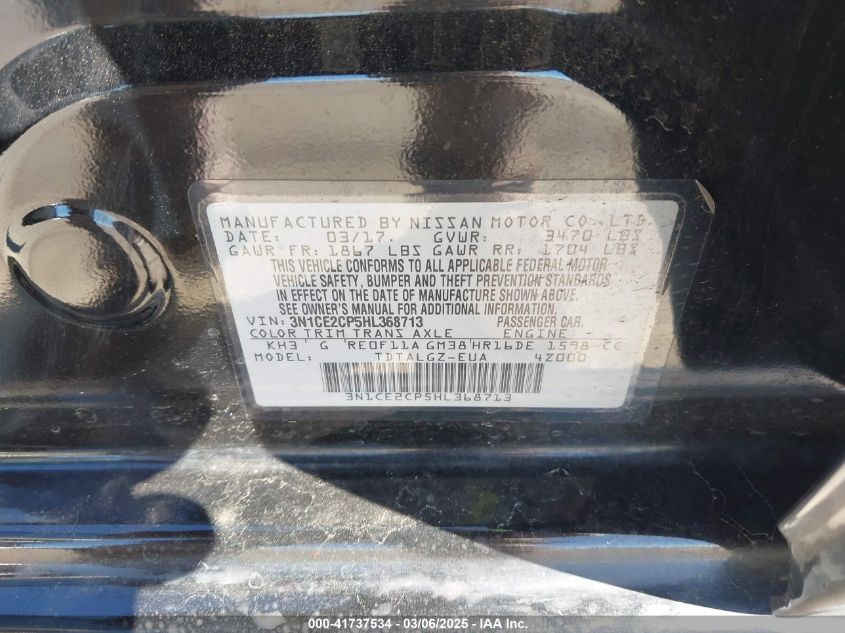 MANUFACTURED BY NISSAN MOTOR CO., LTD.
DATE: 03/17. GVWR: 3470 LBS
GAWR FR: 1867 LBS GAWR RR: 1704 LBS
THIS VEHICLE CONFORMS TO ALL APPLICABLE FEDERAL MOTOR
VEHICLE SAFETY, BUMPER AND THEFT PREVENTION STANDARDS
IN EFFECT ON THE DATE OF MANUFACTURE SHOWN ABOVE.
SEE OWNER'S MANUAL FOR ADDITIONAL INFORMATION.
VIN: 3N1CE2CP5HL368713 PASSENGER CAR.
COLOR TRIM TRANS AXLE ENGINE
KH3 G RE0F11A GM38 HR16DE 1598 CC
MODEL: TDTALGZ-EUA 4Z000
3N1CE2CP5HL368713
000-41737534 - 03/06/2025 - IAA Inc.